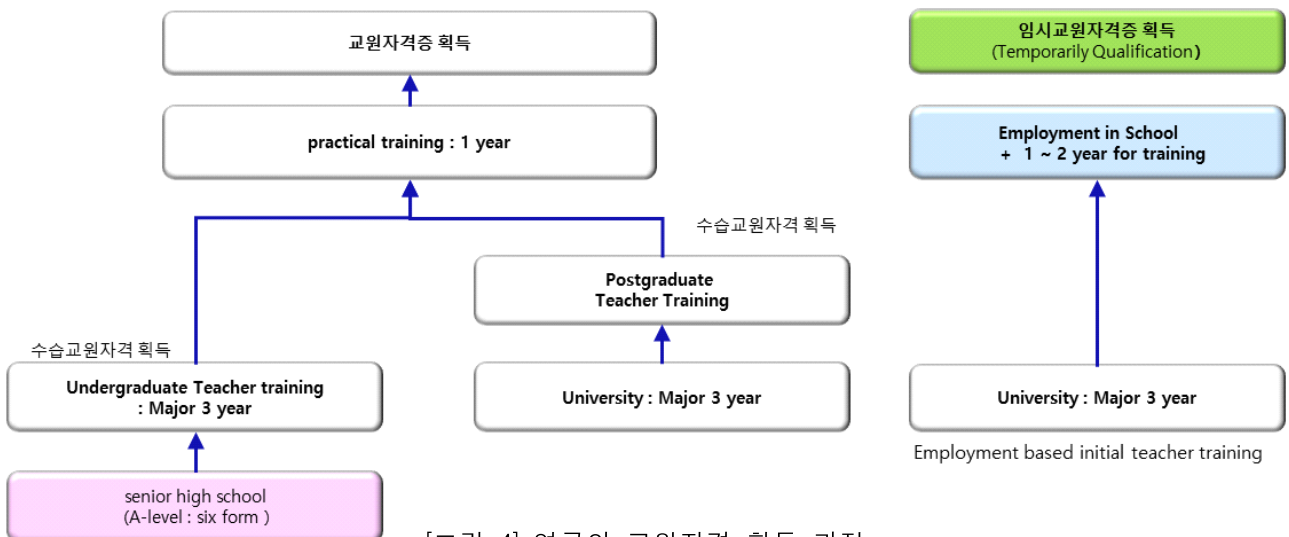 교원자격증 획득
임시교원자격증 획득
(Temporarily Qualification)
practical training : 1 year
Employment in School
+ 1 ~ 2 year for training
수습교원자격 획득
Postgraduate
Teacher Training
수습교원자격 획득
Undergraduate Teacher training
: Major 3 year
University : Major 3 year
University : Major 3 year
Employment based initial teacher training
senior high school
(A-level : six form )